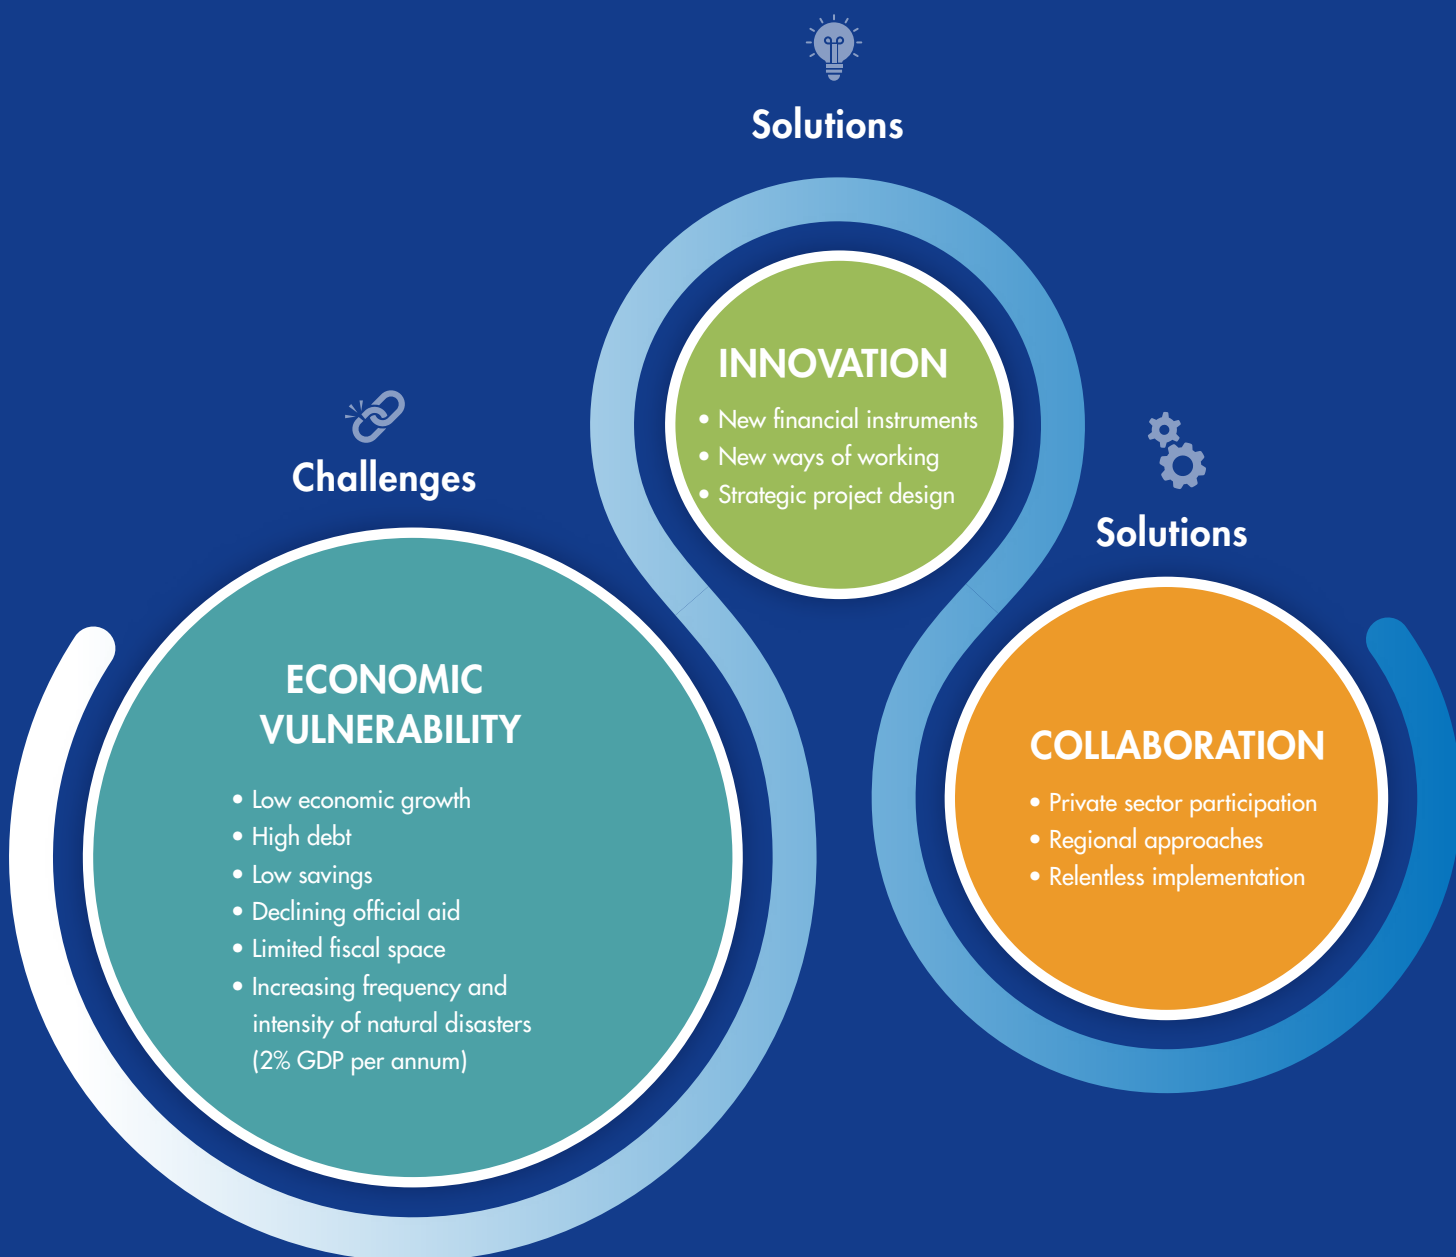 Challenges
ECONOMIC
VULNERABILITY
• Low economic growth
• High debt
• Low savings
• Declining official aid
• Limited fiscal space
• Increasing frequency and
intensity of natural disasters
(2% GDP per annum)
Solutions
INNOVATION
• New financial instruments
• New ways of working
• Strategic project design
Solutions
COLLABORATION
• Private sector participation
• Regional approaches
• Relentless implementation